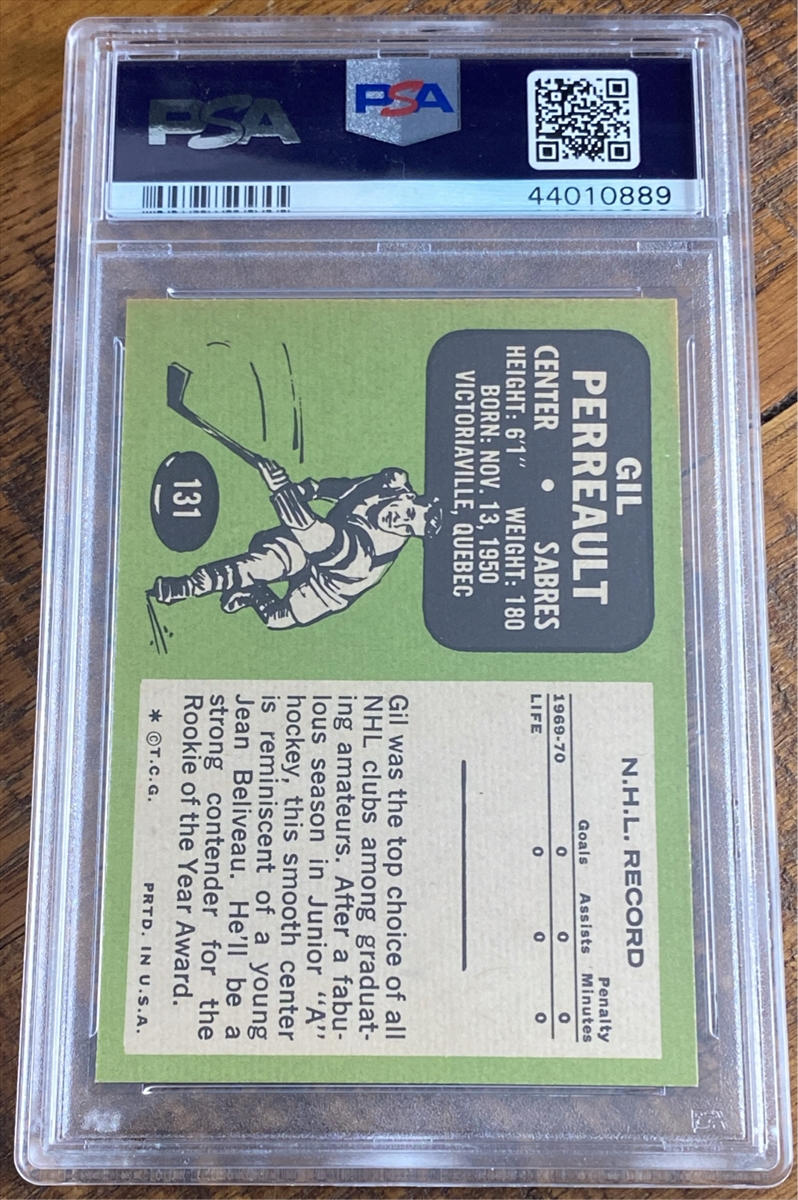 PSA
PSA
44010889
GIL
PERREAULT
CENTER • SABRES
HEIGHT: 6'1" WEIGHT: 180
BORN: NOV. 13, 1950
VICTORIAVILLE, QUEBEC
131
N.H.L. RECORD
Goals Assists Penalty Minutes
1969-70 0 0 0
LIFE 0 0 0
Gil was the top choice of all
NHL clubs among graduat-
ing amateurs. After a fabu-
lous season in Junior "A"
hockey, this smooth center
is reminiscent of a young
Jean Beliveau. He'll be a
strong contender for the
Rookie of the Year Award.
* ©T.C.G. PRTD. IN U.S.A.